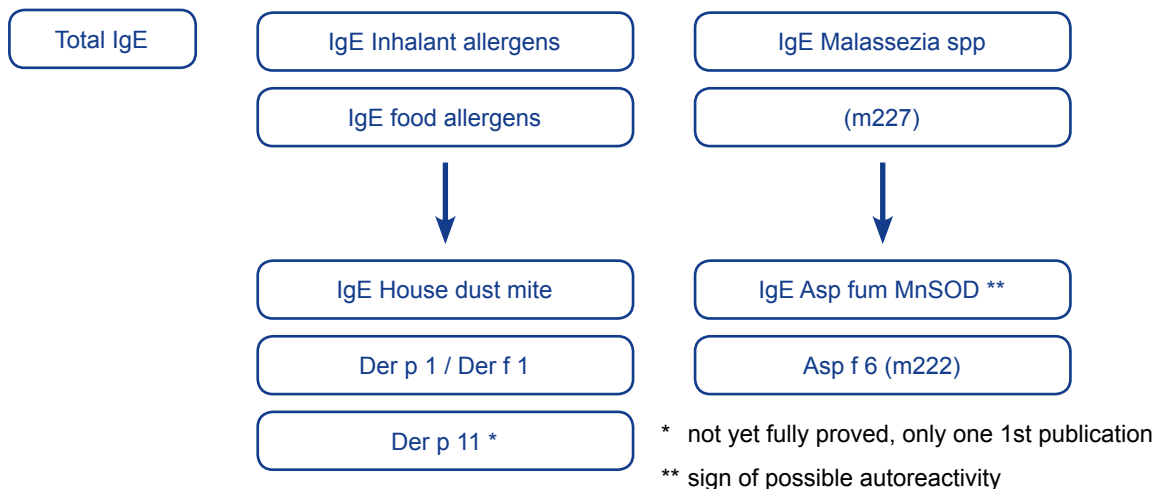 Total IgE
IgE Inhalant allergens
IgE food allergens
IgE House dust mite
Der p 1 / Der f 1
Der p 11 *
IgE Malassezia spp
(m227)
IgE Asp fum MnSOD **
Asp f 6 (m222)
* not yet fully proved, only one 1st publication
** sign of possible autoreactivity